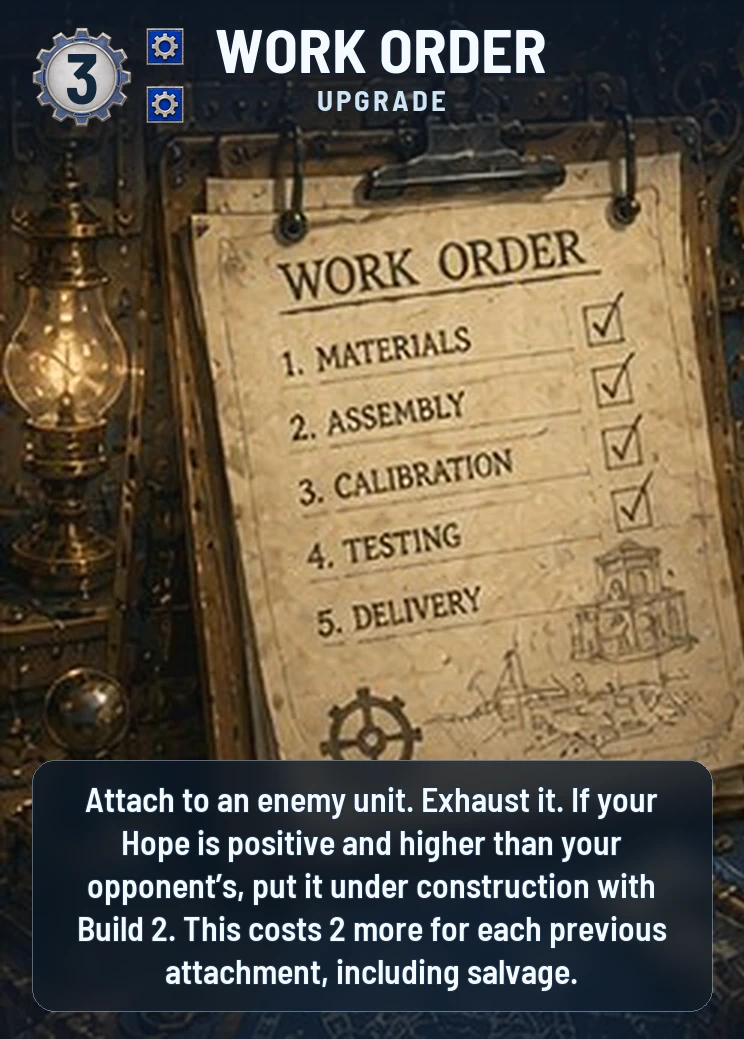 3
WORK ORDER
UPGRADE
WORK ORDER
1. MATERIALS
2. ASSEMBLY
3. CALIBRATION
4. TESTING
5. DELIVERY
Attach to an enemy unit. Exhaust it. If your
Hope is positive and higher than your
opponent’s, put it under construction with
Build 2. This costs 2 more for each previous
attachment, including salvage.